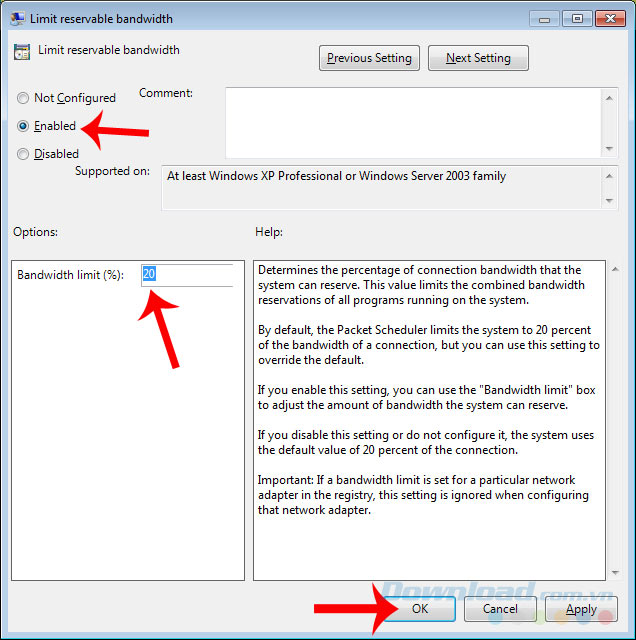 Limit reservable bandwidth
Limit reservable bandwidth
Previous Setting
Next Setting
Not Configured
Comment:
Enabled
Disabled
Supported on:
At least Windows XP Professional or Windows Server 2003 family
Options:
Help:
Bandwidth limit (%):
20
Determines the percentage of connection bandwidth that the
system can reserve. This value limits the combined bandwidth
reservations of all programs running on the system.
By default, the Packet Scheduler limits the system to 20 percent
of the bandwidth of a connection, but you can use this setting to
override the default.
If you enable this setting, you can use the "Bandwidth limit" box
to adjust the amount of bandwidth the system can reserve.
If you disable this setting or do not configure it, the system uses
the default value of 20 percent of the connection.
Important: If a bandwidth limit is set for a particular network
adapter in the registry, this setting is ignored when configuring
that network adapter.
Download.com.vn
OK
Cancel
Apply